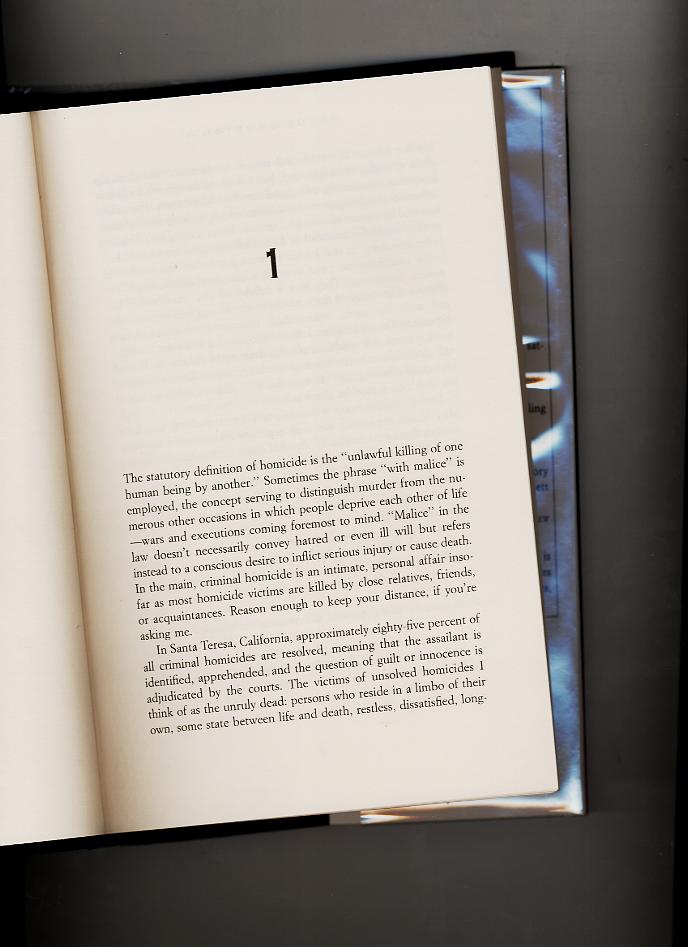 1
The statutory definition of homicide is the “unlawful killing of one
human being by another.” Sometimes the phrase “with malice” is
employed, the concept serving to distinguish murder from the nu-
merous other occasions in which people deprive each other of life
—wars and executions coming foremost to mind. “Malice” in the
law doesn’t necessarily convey hatred or even ill will but refers
instead to a conscious desire to inflict serious injury or cause death.
In the main, criminal homicide is an intimate, personal affair inso-
far as most homicide victims are killed by close relatives, friends,
or acquaintances. Reason enough to keep your distance, if you’re
asking me.
In Santa Teresa, California, approximately eighty-five percent of
all criminal homicides are resolved, meaning that the assailant is
identified, apprehended, and the question of guilt or innocence is
adjudicated by the courts. The victims of unsolved homicides I
think of as the unruly dead: persons who reside in a limbo of their
own, some state between life and death, restless, dissatisfied, long-
ling